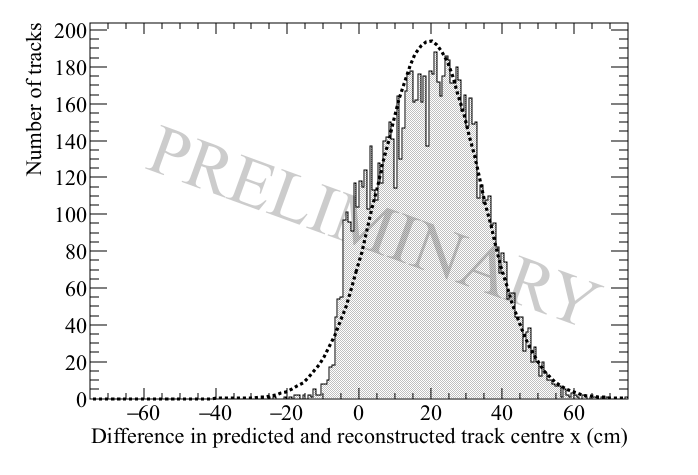 Number of tracks
200
180
160
140
120
100
80
60
40
20
0
PRELIMINARY
−60 −40 −20 0 20 40 60
Difference in predicted and reconstructed track centre x (cm)